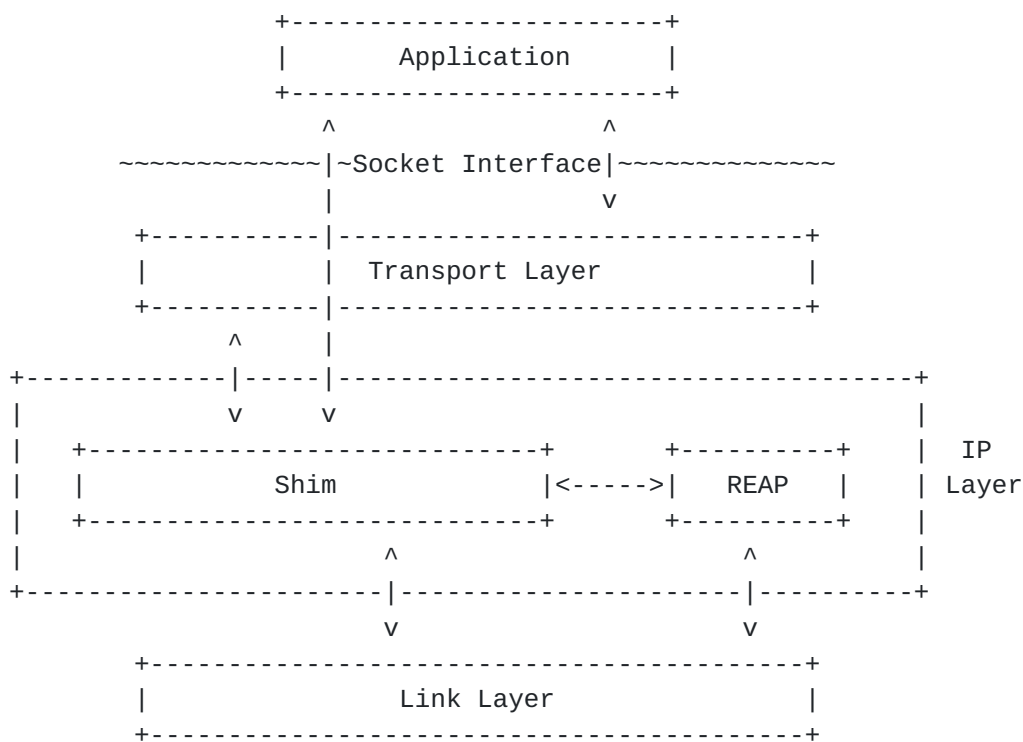 Application
Socket Interface
Transport Layer
IP
Shim REAP Layer
Link Layer